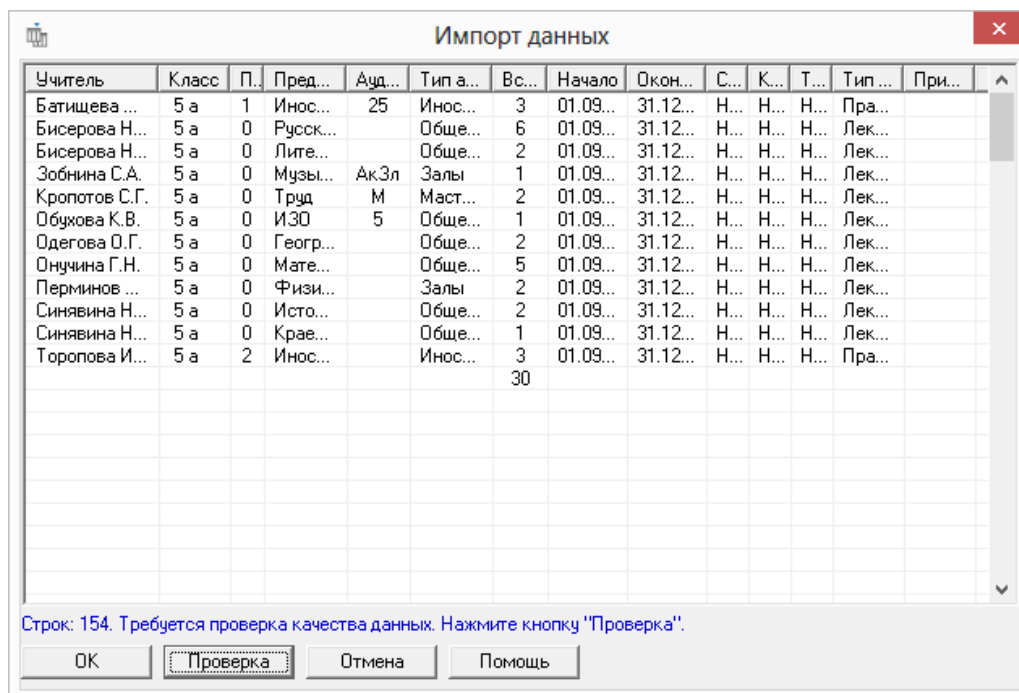 Импорт данных
Учитель Класс П.. Пред... Ауд... Тип а... Вс... Начало Окон... С... К... Т... Тип ... При...
Батищева ... 5 а 1 Инос... 25 Инос... 3 01.09... 31.12... Н... Н... Н... Пра...
Бисерова Н... 5 а 0 Русск... Обще... 6 01.09... 31.12... Н... Н... Н... Лек...
Бисерова Н... 5 а 0 Лите... Обще... 2 01.09... 31.12... Н... Н... Н... Лек...
Зобнина С.А. 5 а 0 Музы... АкЗл Залы 1 01.09... 31.12... Н... Н... Н... Лек...
Кропотов С.Г. 5 а 0 Труд М Маст... 2 01.09... 31.12... Н... Н... Н... Лек...
Обухова К.В. 5 а 0 ИЗО 5 Обще... 1 01.09... 31.12... Н... Н... Н... Лек...
Одегова О.Г. 5 а 0 Геогр... Обще... 2 01.09... 31.12... Н... Н... Н... Лек...
Онучина Г.Н. 5 а 0 Мате... Обще... 5 01.09... 31.12... Н... Н... Н... Лек...
Перминов ... 5 а 0 Физи... Залы 2 01.09... 31.12... Н... Н... Н... Лек...
Синявина Н... 5 а 0 Исто... Обще... 2 01.09... 31.12... Н... Н... Н... Лек...
Синявина Н... 5 а 0 Крае... Обще... 1 01.09... 31.12... Н... Н... Н... Лек...
Торопова И... 5 а 2 Инос... Инос... 3 01.09... 31.12... Н... Н... Н... Пра...
30
Строк: 154. Требуется проверка качества данных. Нажмите кнопку "Проверка".
ОК Проверка Отмена Помощь